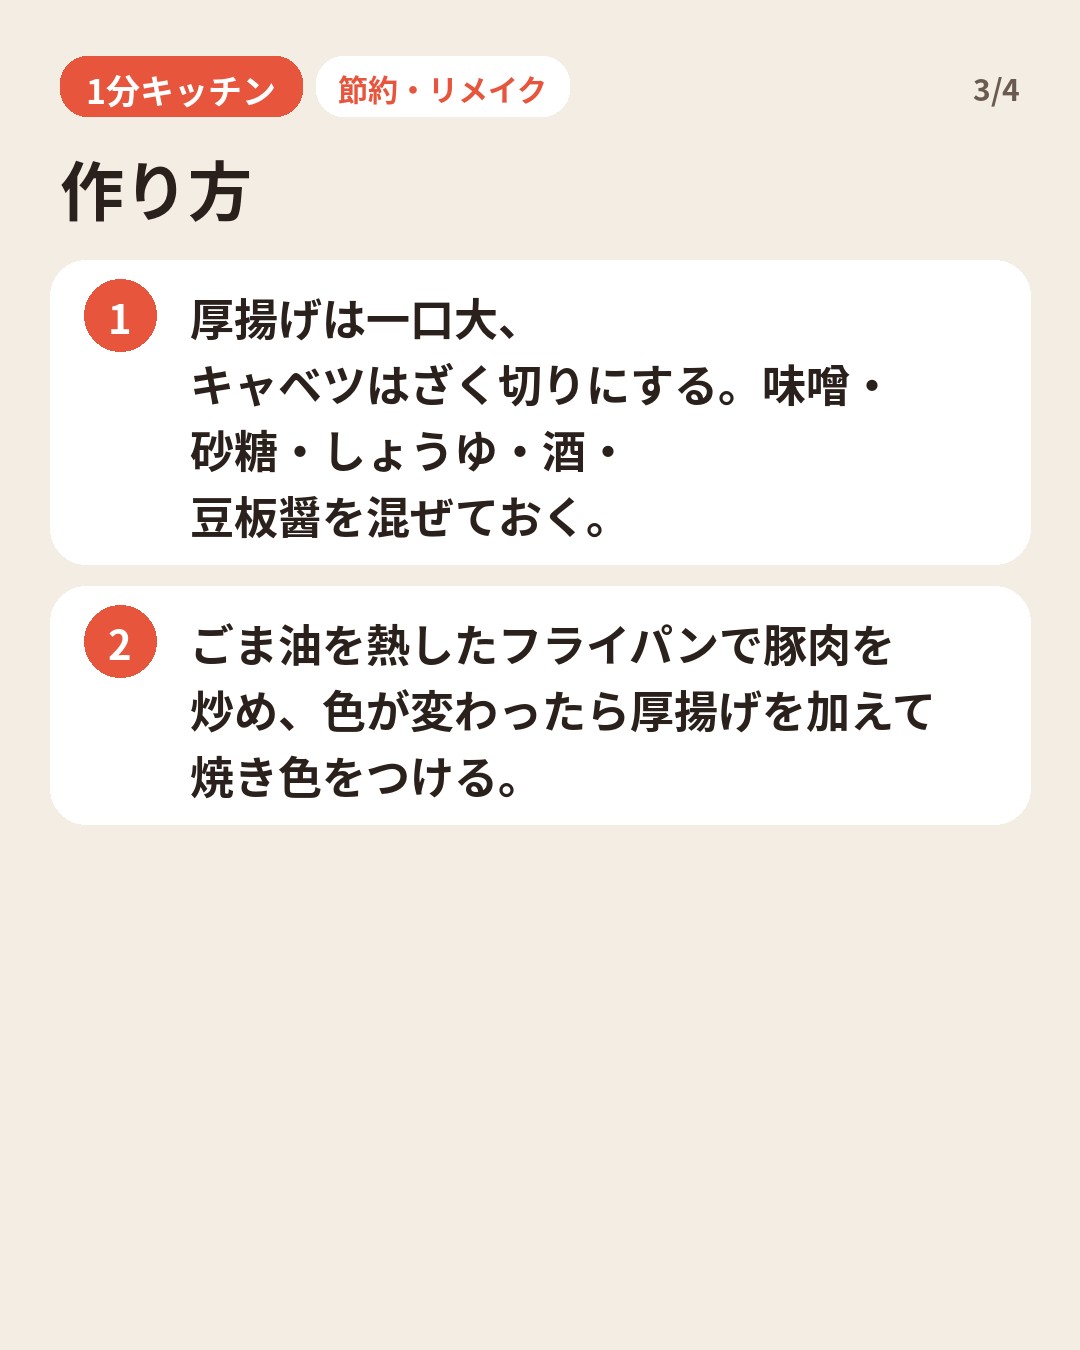 1分キッチン
節約・リメイク
3/4
作り方
1
厚揚げは一口大、
キャベツはざく切りにする。味噌・
砂糖・しょうゆ・酒・
豆板醤を混ぜておく。
2
ごま油を熱したフライパンで豚肉を
炒め、色が変わったら厚揚げを加えて
焼き色をつける。